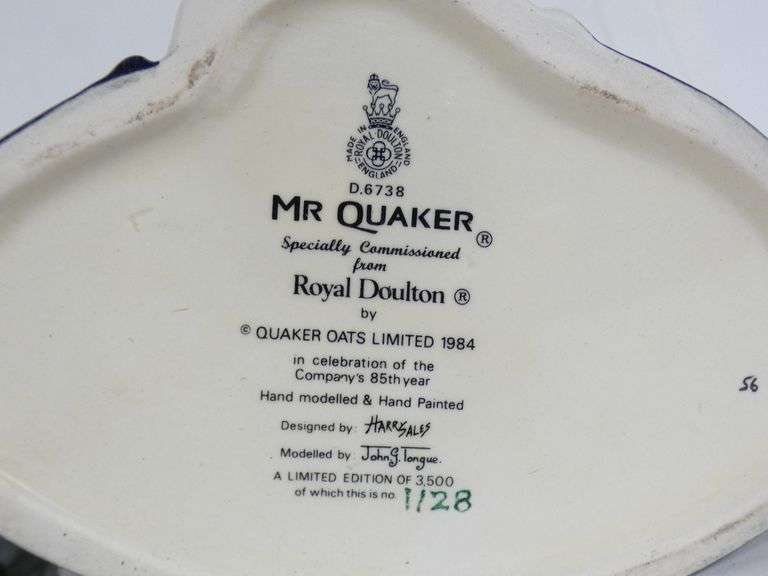 MADE IN ENGLAND
ROYAL DOULTON
ENGLAND
D.6738
MR QUAKER ®
Specially Commissioned
from
Royal Doulton ®
by
© QUAKER OATS LIMITED 1984
in celebration of the
Company's 85th year
Hand modelled & Hand Painted
Designed by: HARRY SALES
Modelled by: John G. Tongue.
A LIMITED EDITION OF 3,500
of which this is no. 1128
56